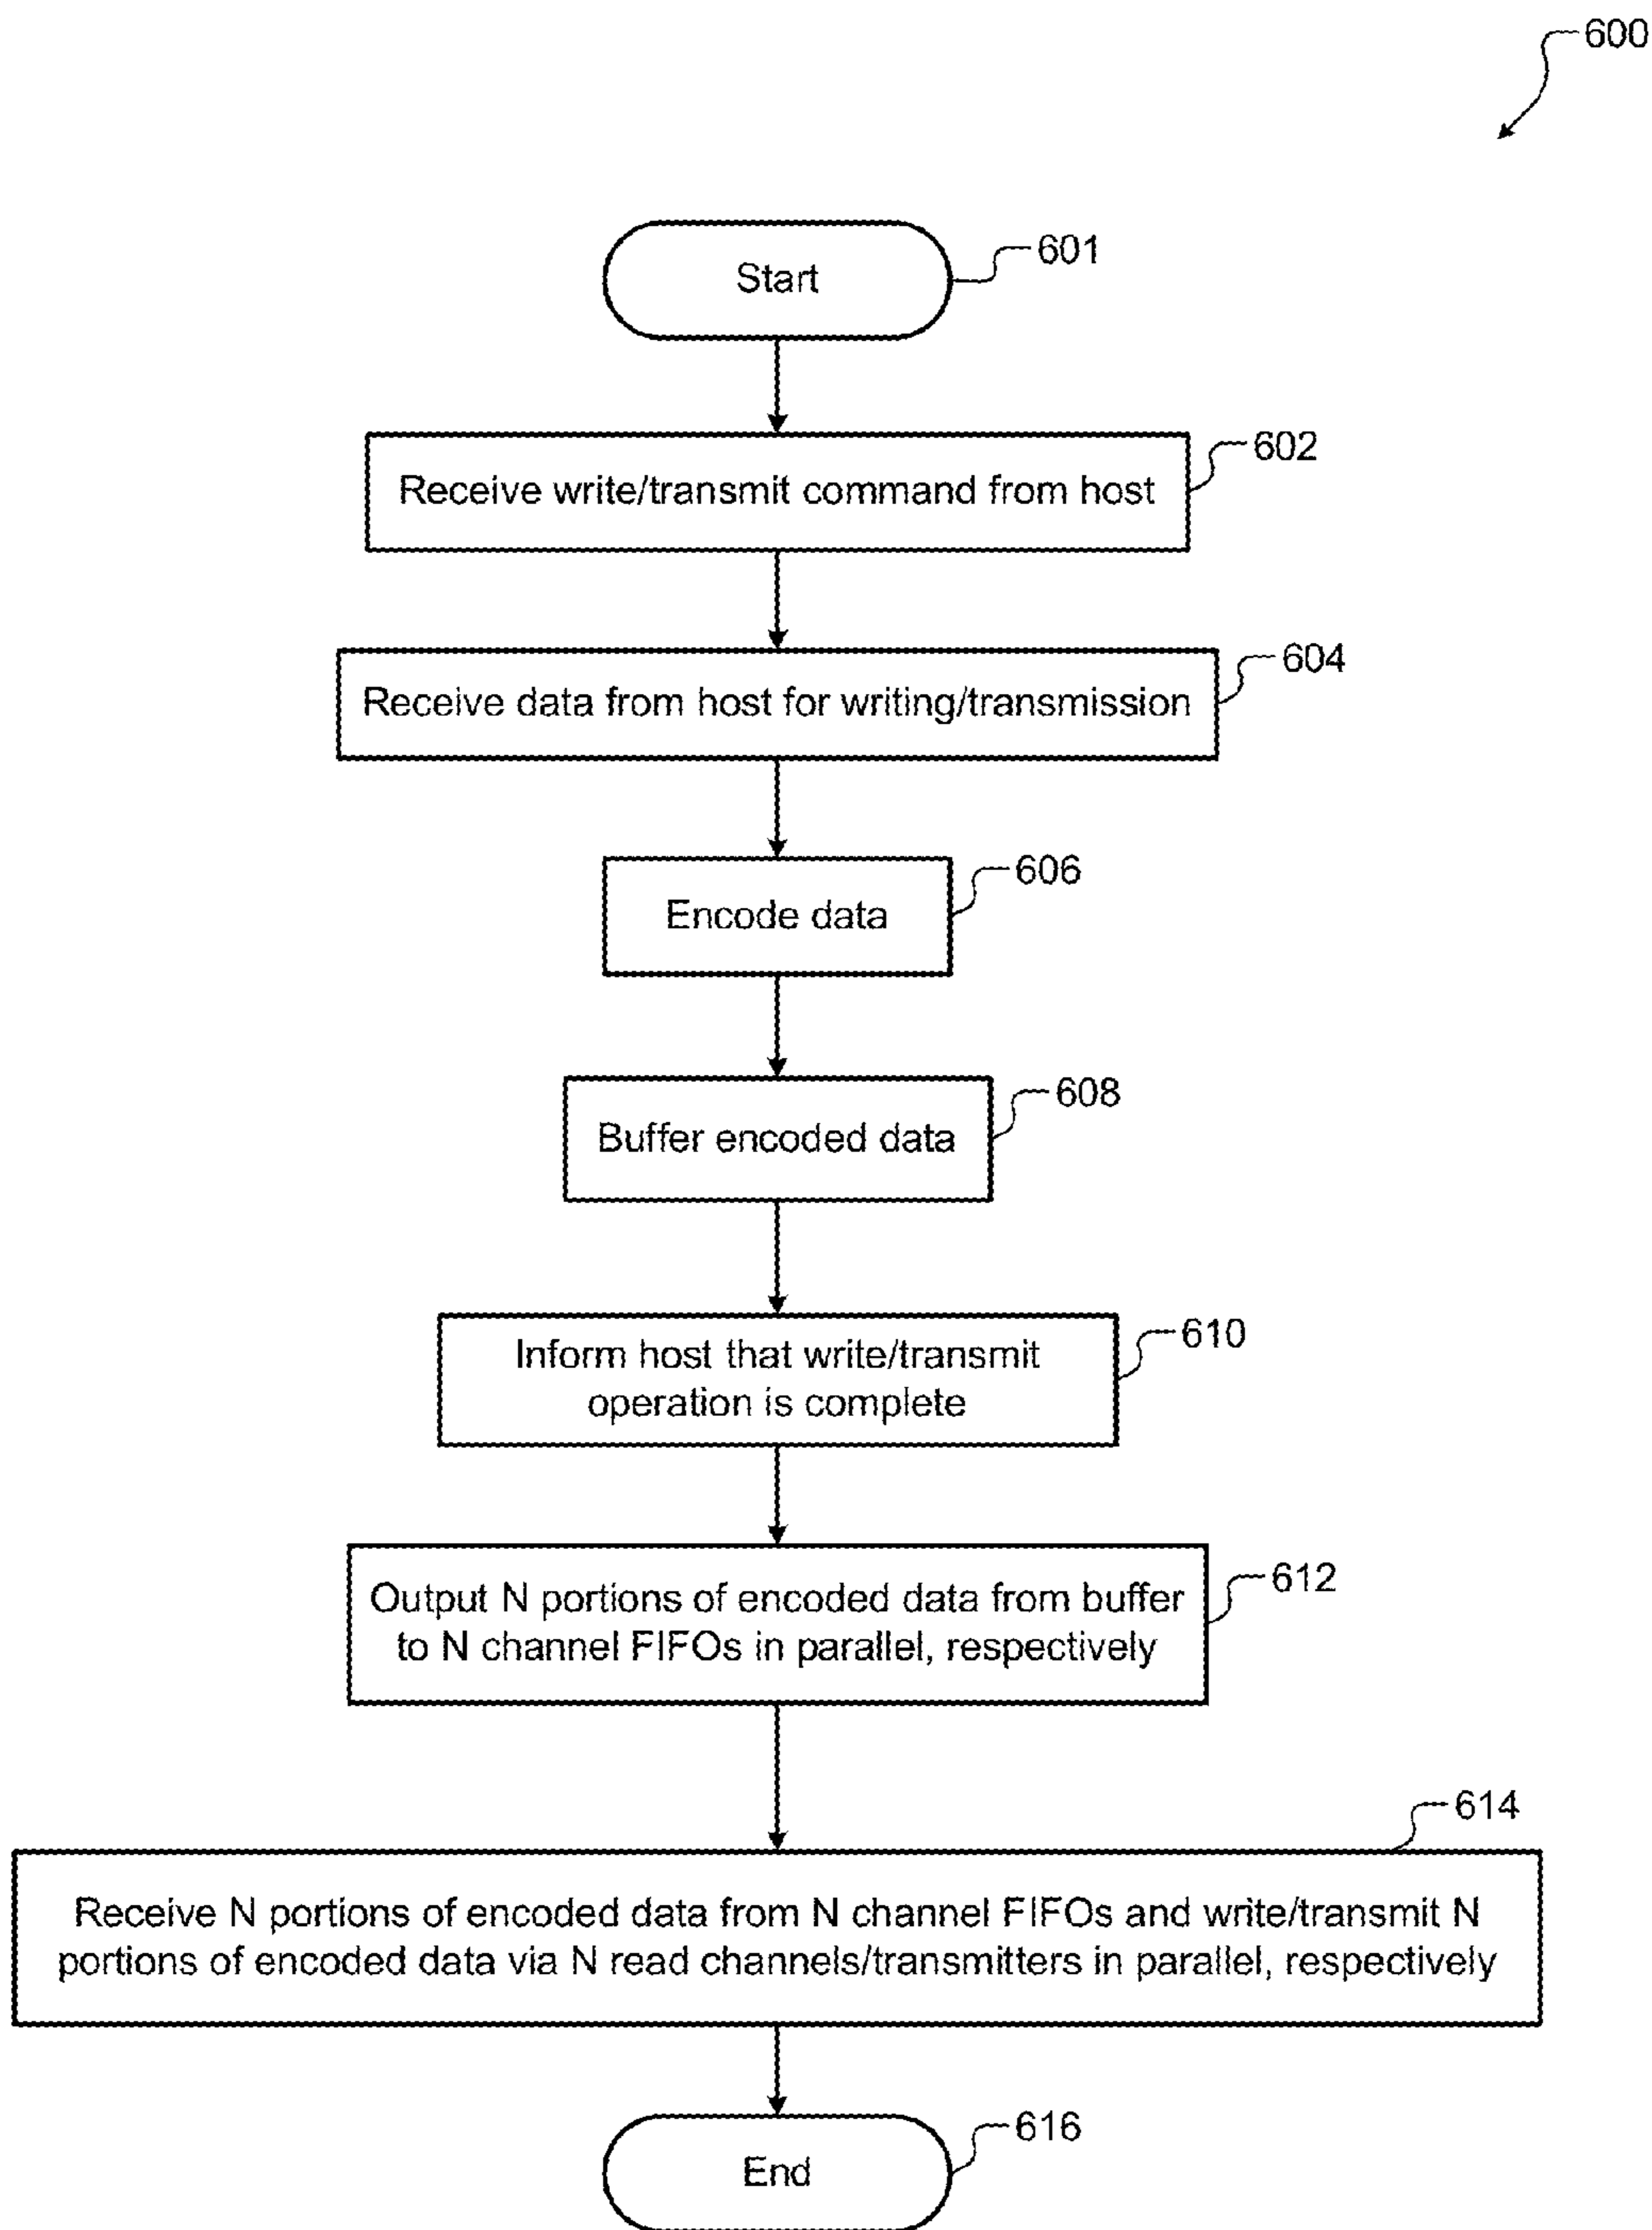 600
Start
601
Receive write/transmit command from host
602
Receive data from host for writing/transmission
604
Encode data
606
Buffer encoded data
608
Inform host that write/transmit
operation is complete
610
Output N portions of encoded data from buffer
to N channel FIFOs in parallel, respectively
612
614
Receive N portions of encoded data from N channel FIFOs and write/transmit N
portions of encoded data via N read channels/transmitters in parallel, respectively
End
616